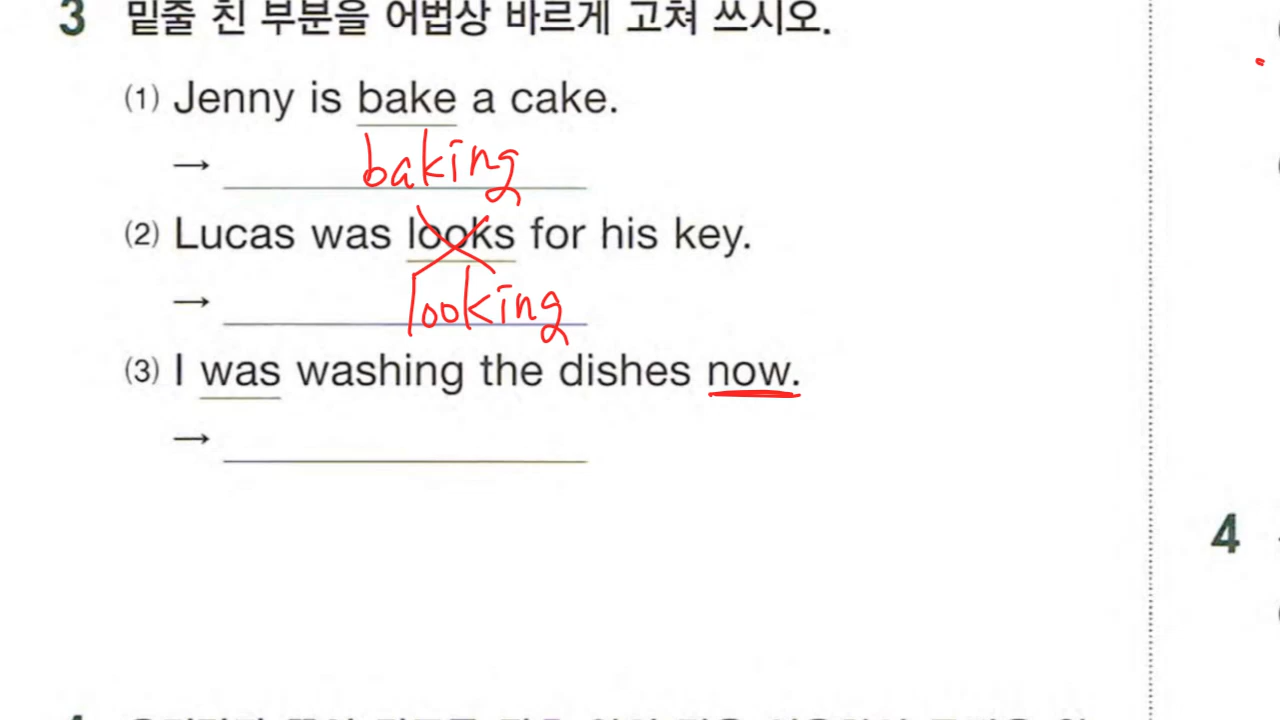 3 밑줄 친 부분을 어법상 바르게 고쳐 쓰시오.
(1) Jenny is bake a cake.
→ baking
(2) Lucas was looks for his key.
→ looking
(3) I was washing the dishes now.
→
4